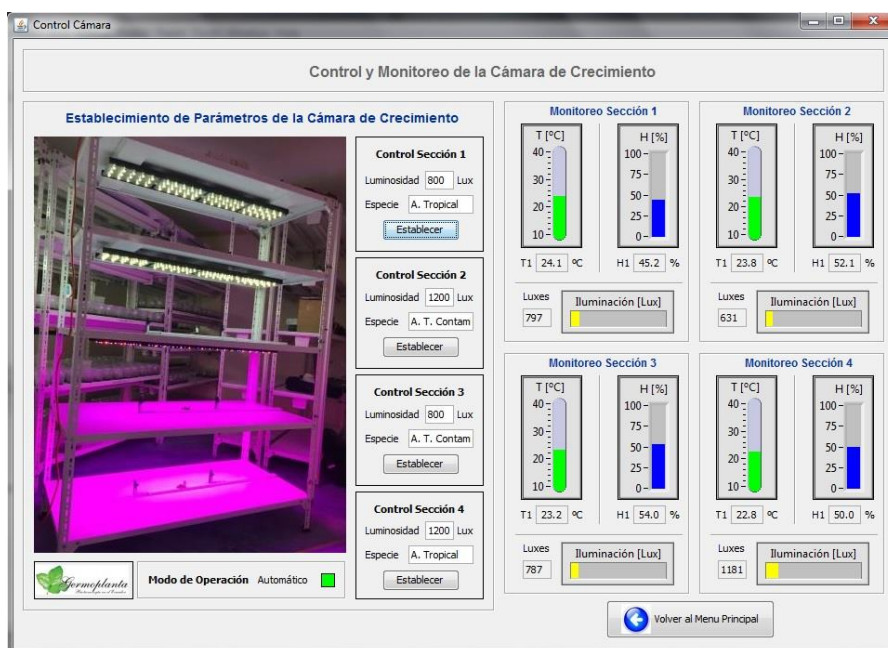 Control Cámara
Control y Monitoreo de la Cámara de Crecimiento
Establecimiento de Parámetros de la Cámara de Crecimiento
Control Sección 1
Luminosidad 800 Lux
Especie A. Tropical
Establecer
Control Sección 2
Luminosidad 1200 Lux
Especie A. T. Contam
Establecer
Control Sección 3
Luminosidad 800 Lux
Especie A. T. Contam
Establecer
Control Sección 4
Luminosidad 1200 Lux
Especie A. Tropical
Establecer
Germoplanta
Modo de Operación Automático
Monitoreo Sección 1
T [ºC]
40
30
20
10
H [%]
100
75
50
25
0
T1 24.1 ºC H1 45.2 %
Luxes
797
Iluminación [Lux]
Monitoreo Sección 2
T [ºC]
40
30
20
10
H [%]
100
75
50
25
0
T1 23.8 ºC H1 52.1 %
Luxes
631
Iluminación [Lux]
Monitoreo Sección 3
T [ºC]
40
30
20
10
H [%]
100
75
50
25
0
T1 23.2 ºC H1 54.0 %
Luxes
787
Iluminación [Lux]
Monitoreo Sección 4
T [ºC]
40
30
20
10
H [%]
100
75
50
25
0
T1 22.8 ºC H1 50.0 %
Luxes
1181
Iluminación [Lux]
Volver al Menu Principal